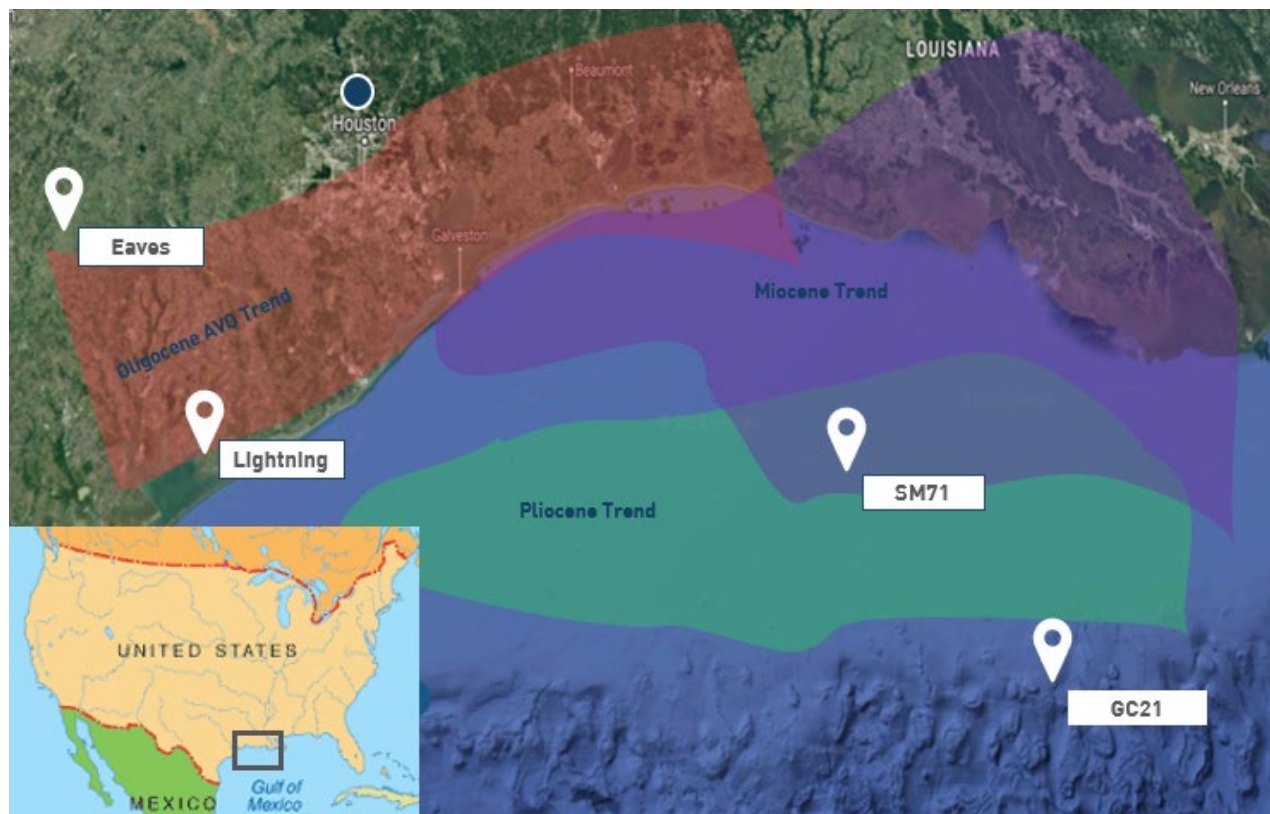 LOUISIANA
Beaumont
New Orleans
Houston
Galveston
Eaves
Oligocene AVQ Trend
Miocene Trend
Lightning
SM71
Pliocene Trend
UNITED STATES
GC21
Gulf of
Mexico
MEXICO